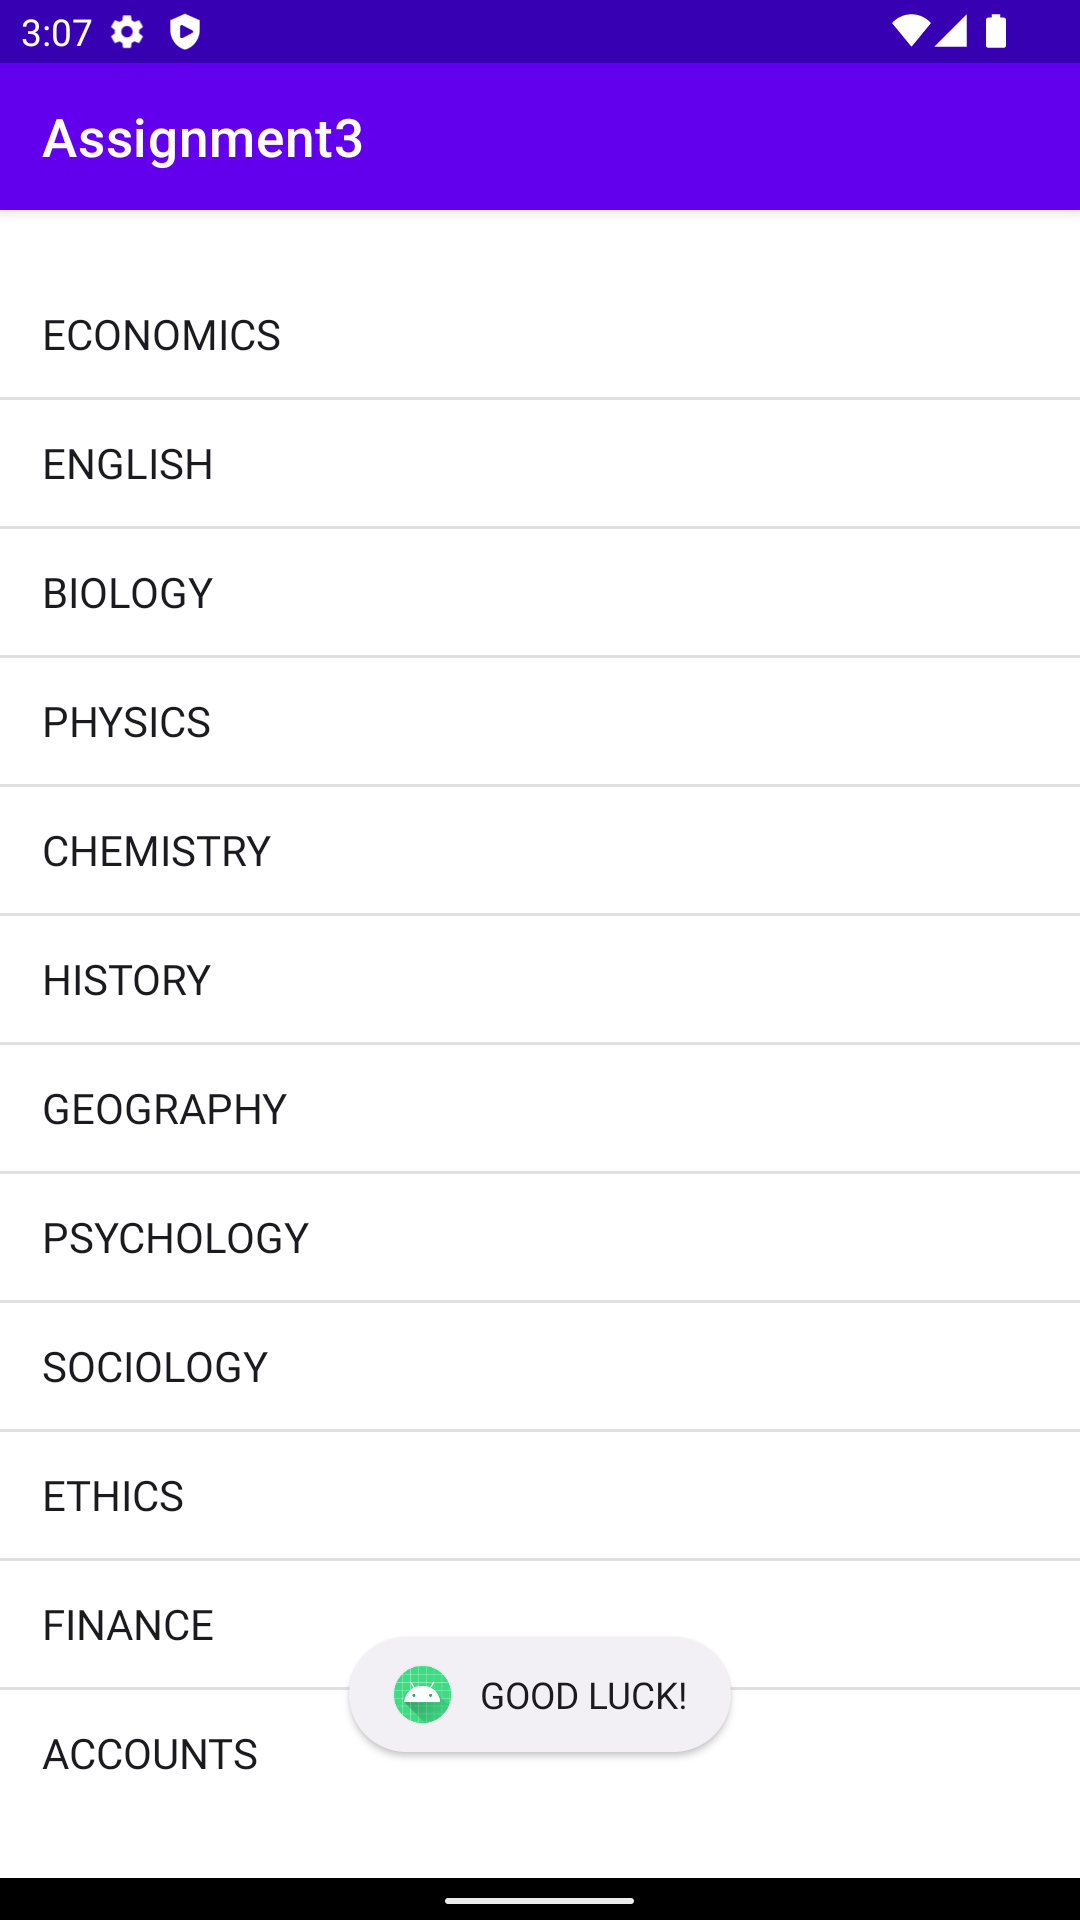 3:07
Assignment3
ECONOMICS
ENGLISH
BIOLOGY
PHYSICS
CHEMISTRY
HISTORY
GEOGRAPHY
PSYCHOLOGY
SOCIOLOGY
ETHICS
FINANCE
GOOD LUCK!
ACCOUNTS